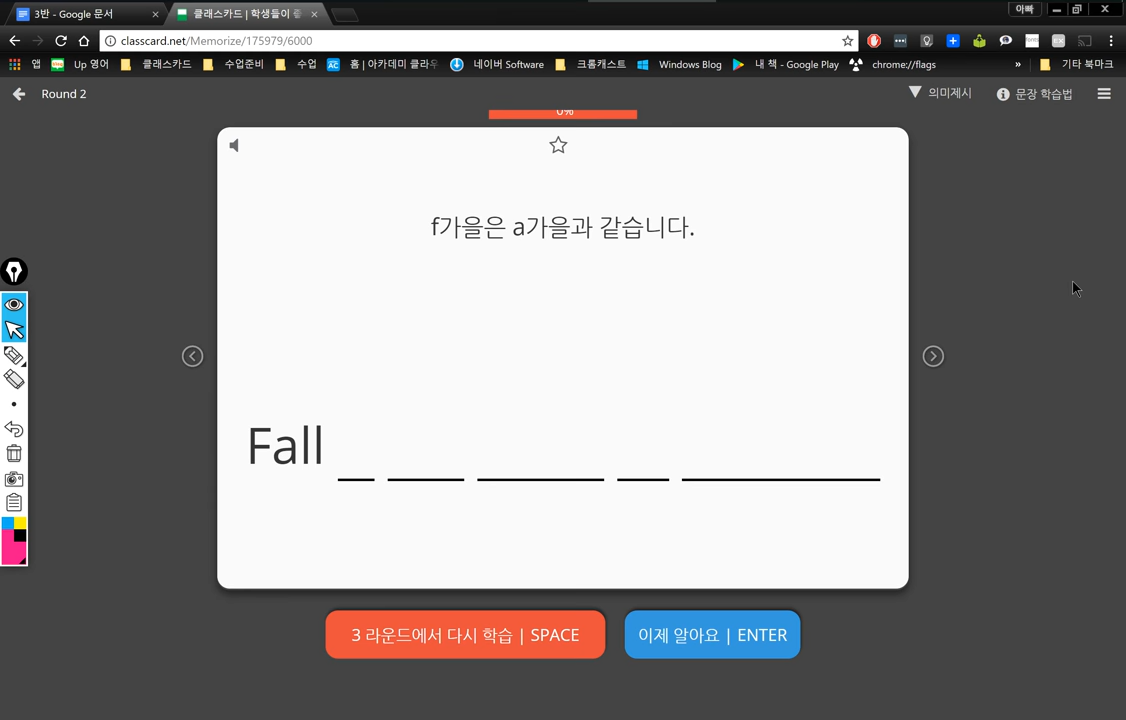 3반 - Google 문서
클래스카드 | 학생들이 즐
아빠
classcard.net/Memorize/175979/6000
앱
Up 영어
클래스카드
수업준비
수업
홈 | 아카데미 클라우
네이버 Software
크롬캐스트
Windows Blog
내 책 - Google Play
chrome://flags
»
기타 북마크
Round 2
의미제시
문장 학습법
0%
f가을은 a가을과 같습니다.
Fall
3 라운드에서 다시 학습 | SPACE
이제 알아요 | ENTER